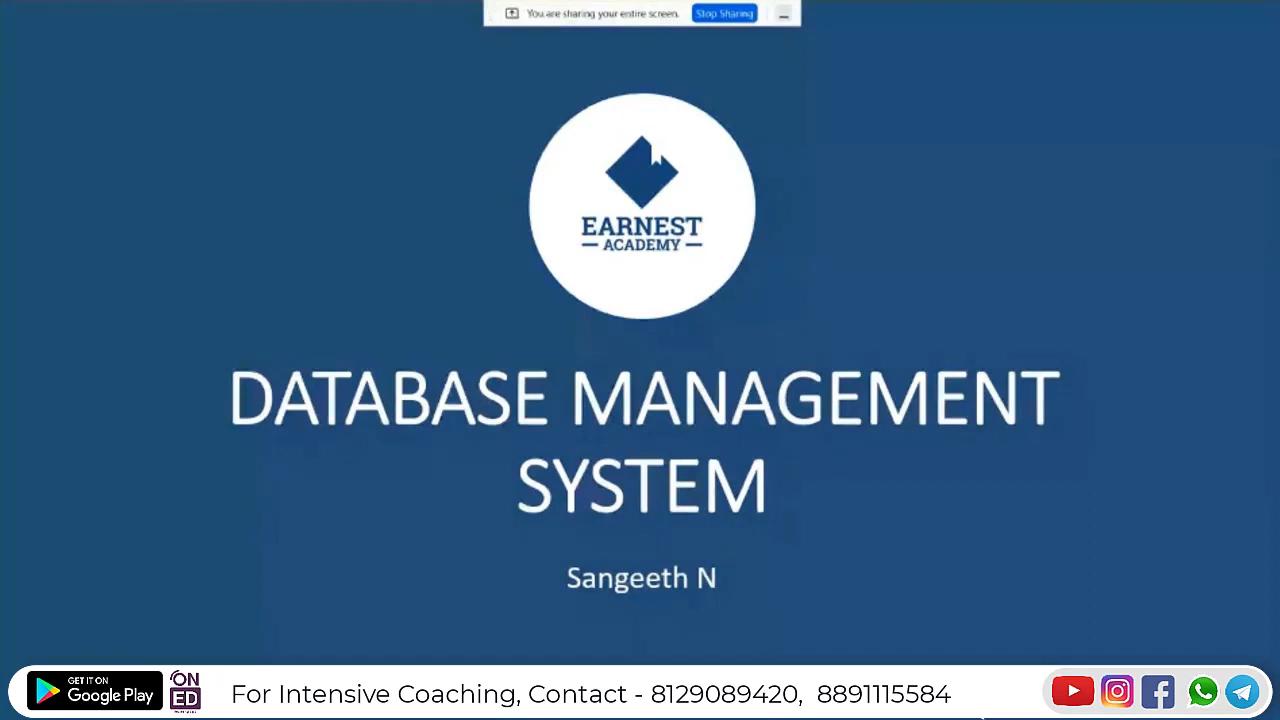 You are sharing your entire screen. Stop Sharing
EARNEST
ACADEMY
DATABASE MANAGEMENT
SYSTEM
Sangeeth N
GET IT ON
Google Play
ON
ED
For Intensive Coaching, Contact - 8129089420, 8891115584